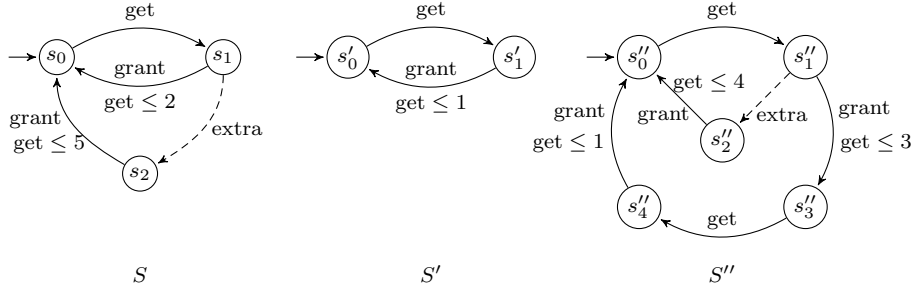 get
s₀
s₁
grant
get ≤ 2
grant
get ≤ 5
extra
s₂
S
get
s′₀
s′₁
grant
get ≤ 1
S′
get
s″₀
s″₁
get ≤ 4
grant
extra
s″₂
grant
get ≤ 1
grant
get ≤ 3
s″₄
s″₃
get
S″